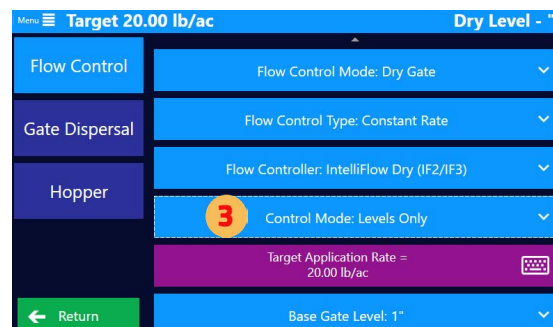 Menu Target 20.00 lb/ac
Dry Level - "
Flow Control
Gate Dispersal
Hopper
Return
Flow Control Mode: Dry Gate
Flow Control Type: Constant Rate
Flow Controller: IntelliFlow Dry (IF2/IF3)
3 Control Mode: Levels Only
Target Application Rate =
20.00 lb/ac
Base Gate Level: 1"